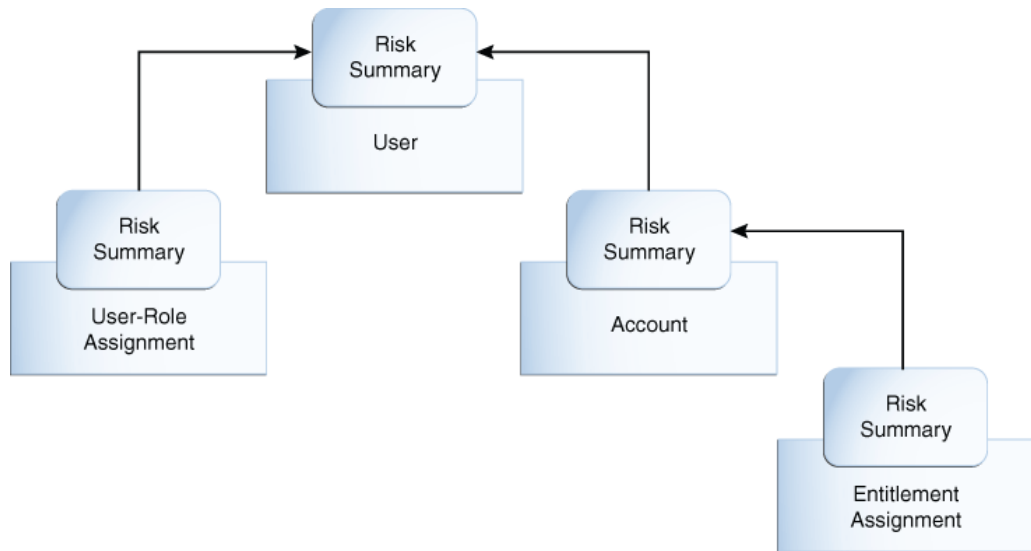 Risk
Summary
User
Risk
Summary
User-Role
Assignment
Risk
Summary
Account
Risk
Summary
Entitlement
Assignment